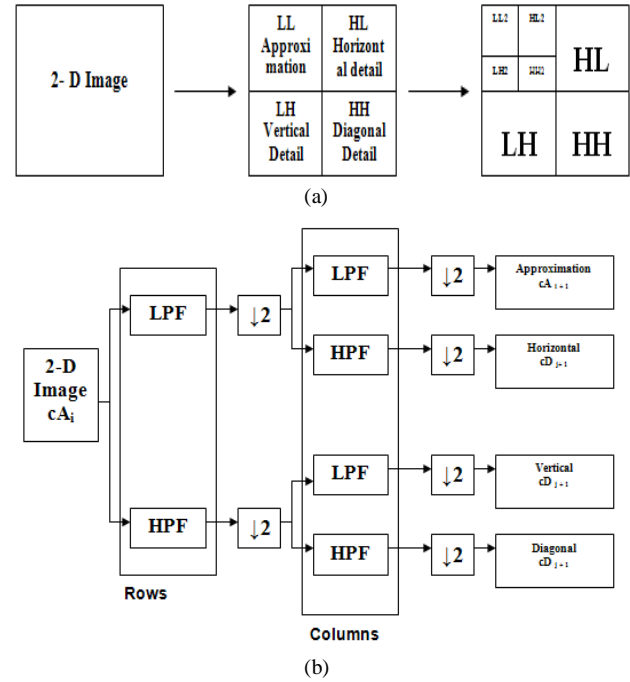 2- D Image
LL
Approxi
mation
HL
Horizont
al detail
LH
Vertical
Detail
HH
Diagonal
Detail
LL2
HL2
LH2
HL
LH
HH
(a)
2-D
Image
cAi
LPF
HPF
Rows
↓2
↓2
LPF
HPF
LPF
HPF
Columns
↓2
↓2
↓2
↓2
Approximation
cA i+1
Horizontal
cD j+1
Vertical
cD j+1
Diagonal
cD j+1
(b)